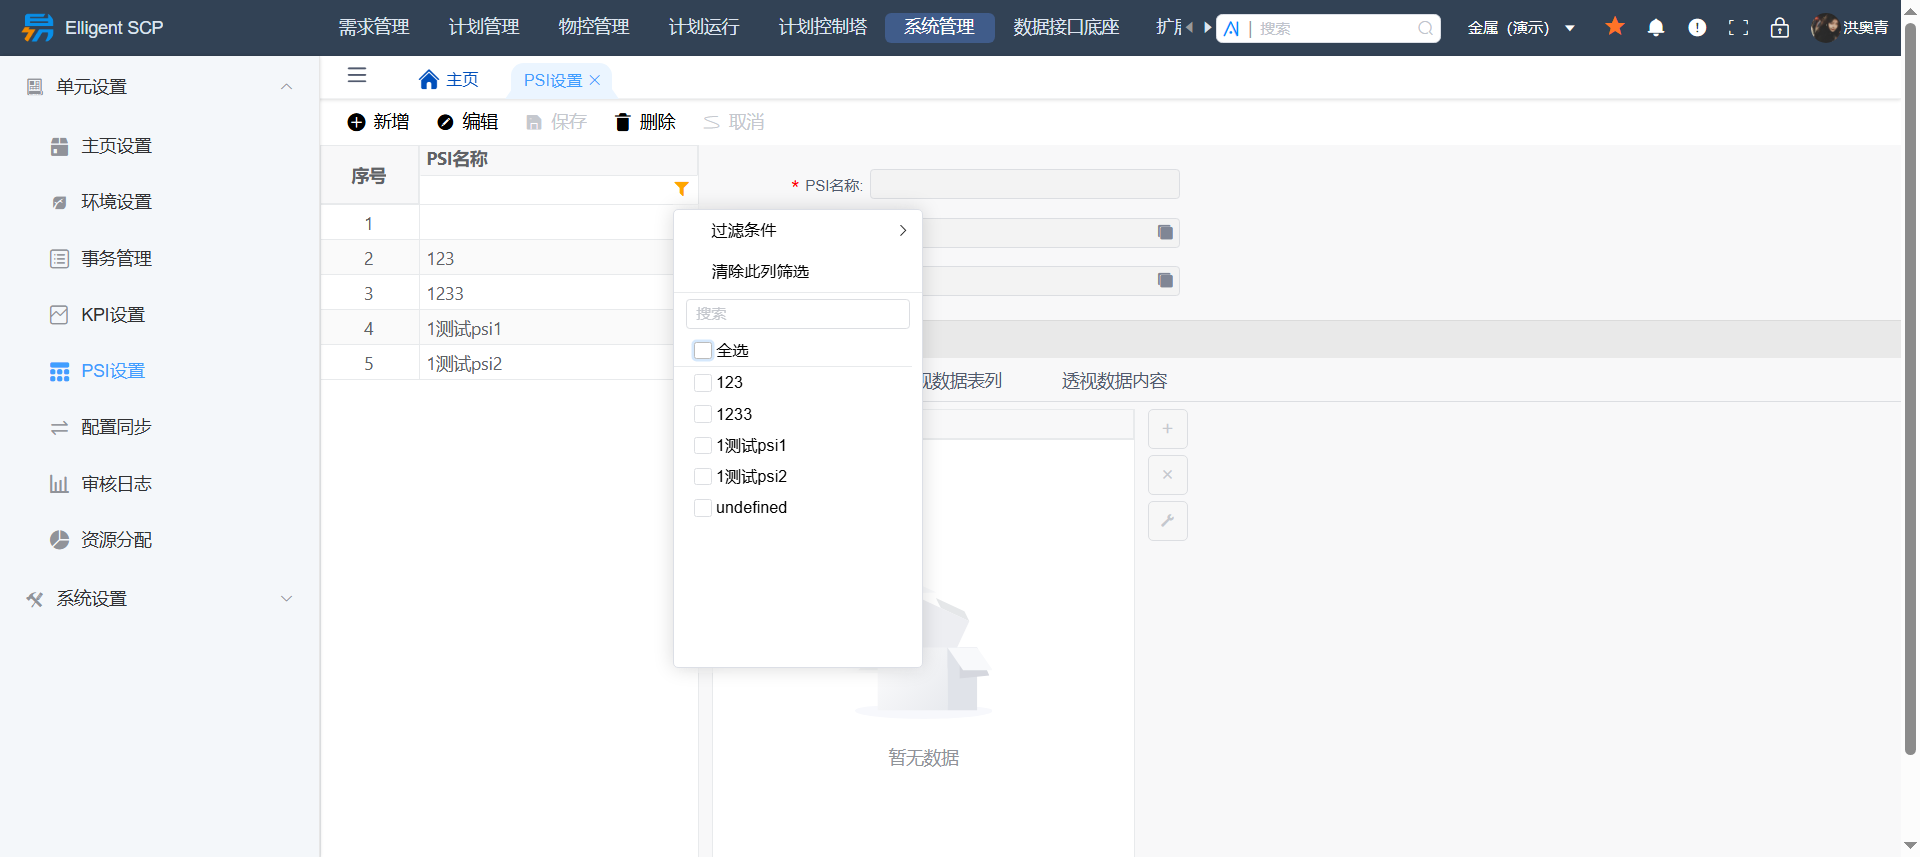 Elligent SCP
需求管理
计划管理
物控管理
计划运行
计划控制塔
系统管理
数据接口底座
AI | 搜索
金属 (演示)
洪奥青
单元设置
主页设置
环境设置
事务管理
KPI设置
PSI设置
配置同步
审核日志
资源分配
系统设置
主页
PSI设置
新增
编辑
保存
删除
取消
序号
PSI名称
1
2 123
3 1233
4 1测试psi1
5 1测试psi2
* PSI名称:
过滤条件
清除此列筛选
搜索
全选
123
1233
1测试psi1
1测试psi2
undefined
数据表列
透视数据内容
暂无数据